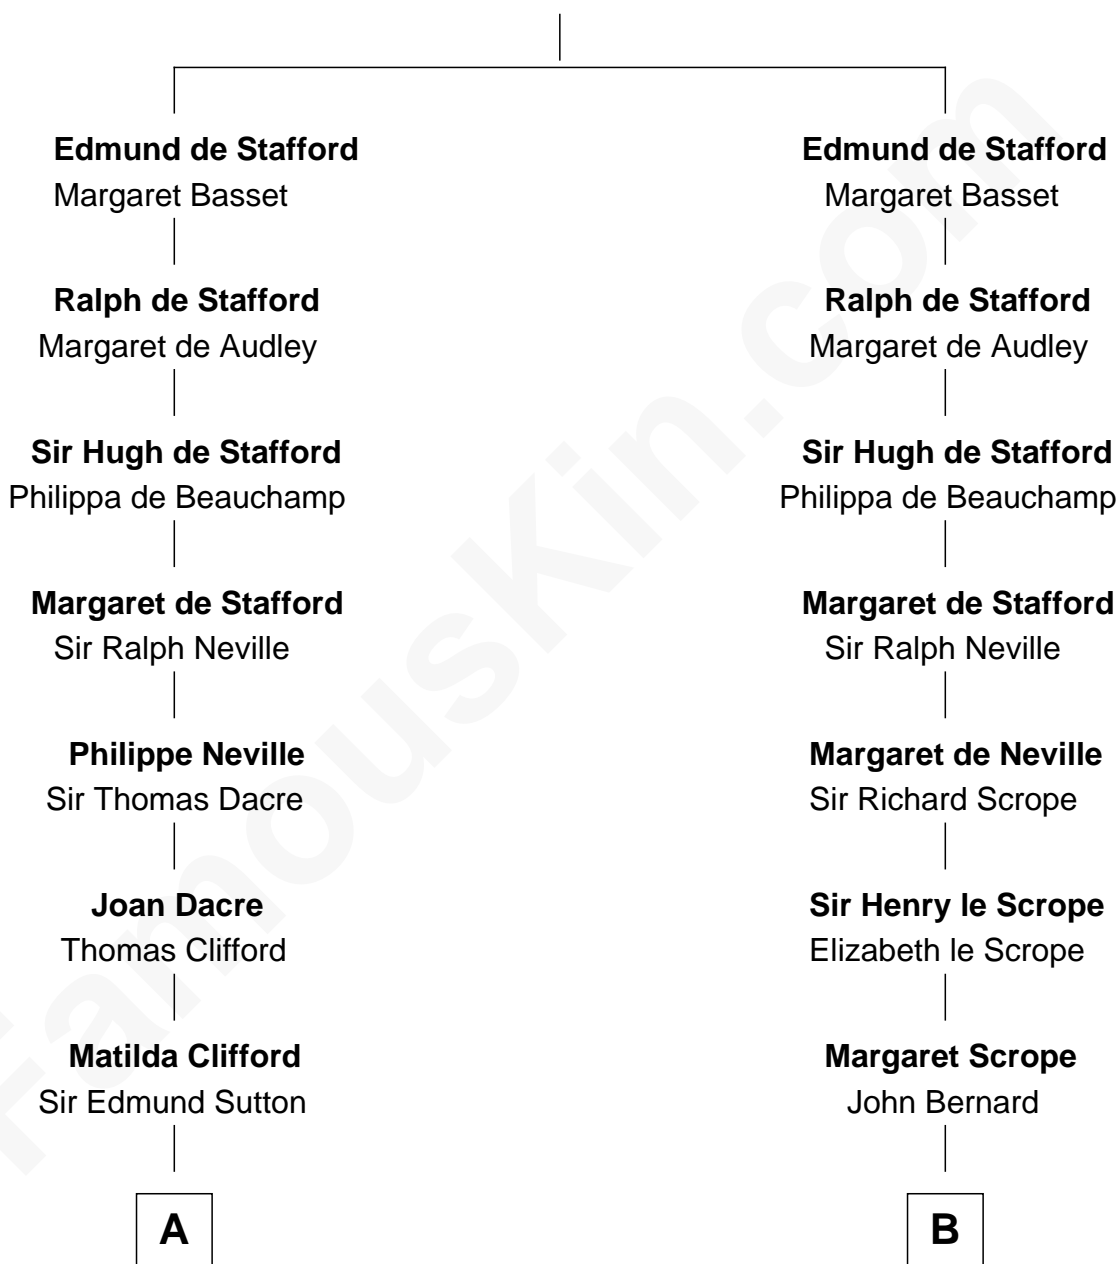 Edmund de Stafford
Margaret Basset
Ralph de Stafford
Margaret de Audley
Sir Hugh de Stafford
Philippa de Beauchamp
Margaret de Stafford
Sir Ralph Neville
Philippe Neville
Sir Thomas Dacre
Joan Dacre
Thomas Clifford
Matilda Clifford
Sir Edmund Sutton
A
Edmund de Stafford
Margaret Basset
Ralph de Stafford
Margaret de Audley
Sir Hugh de Stafford
Philippa de Beauchamp
Margaret de Stafford
Sir Ralph Neville
Margaret de Neville
Sir Richard Scrope
Sir Henry le Scrope
Elizabeth le Scrope
Margaret Scrope
John Bernard
B
FamousKin.com